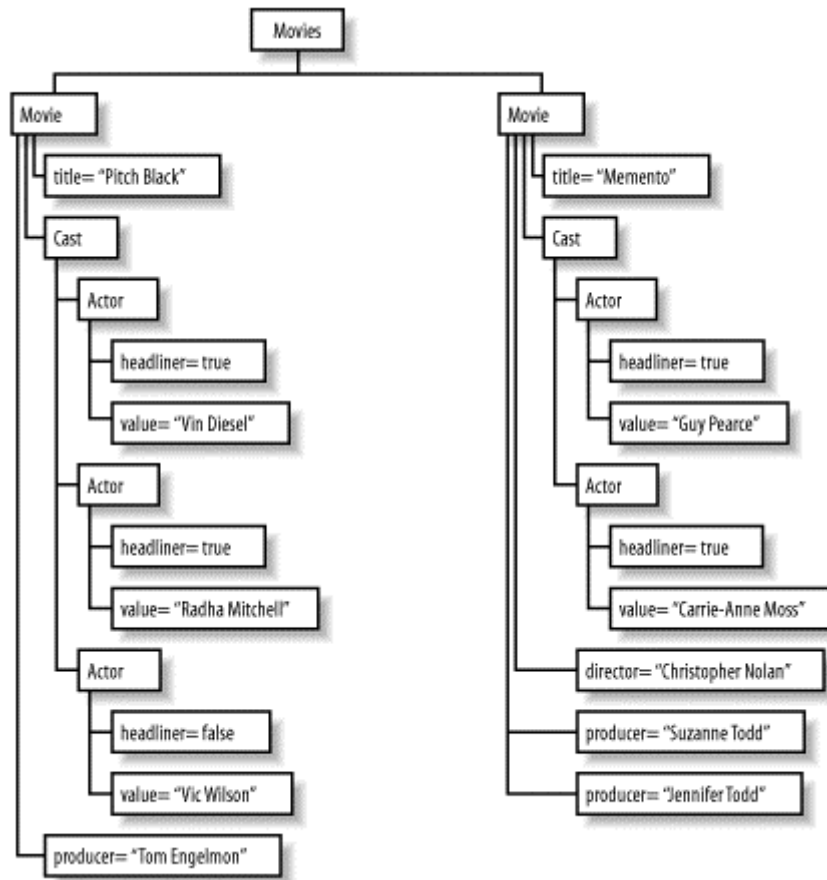 Movies
Movie
title= "Pitch Black"
Cast
Actor
headliner= true
value= "Vin Diesel"
Actor
headliner= true
value= "Radha Mitchell"
Actor
headliner= false
value= "Vic Wilson"
producer= "Tom Engelmon"
Movie
title= "Memento"
Cast
Actor
headliner= true
value= "Guy Pearce"
Actor
headliner= true
value= "Carrie-Anne Moss"
director= "Christopher Nolan"
producer= "Suzanne Todd"
producer= "Jennifer Todd"